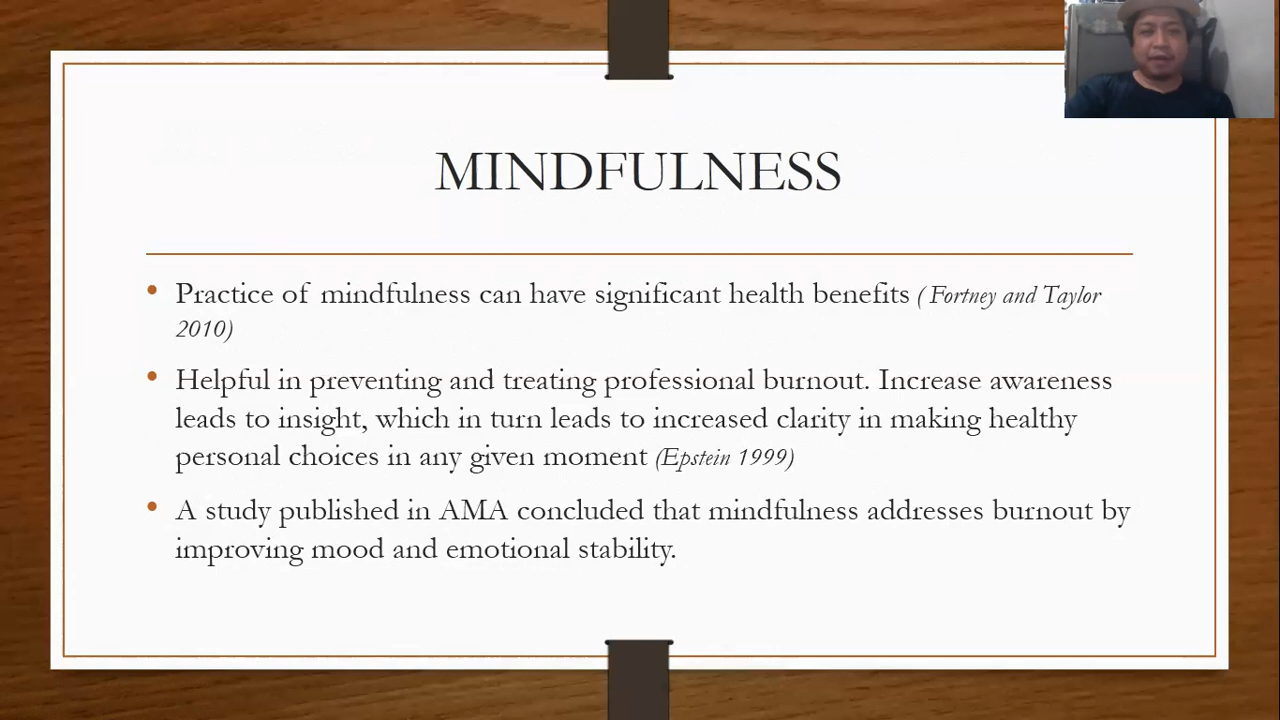 MINDFULNESS
• Practice of mindfulness can have significant health benefits ( Fortney and Taylor
2010)
• Helpful in preventing and treating professional burnout. Increase awareness
leads to insight, which in turn leads to increased clarity in making healthy
personal choices in any given moment (Epstein 1999)
• A study published in AMA concluded that mindfulness addresses burnout by
improving mood and emotional stability.